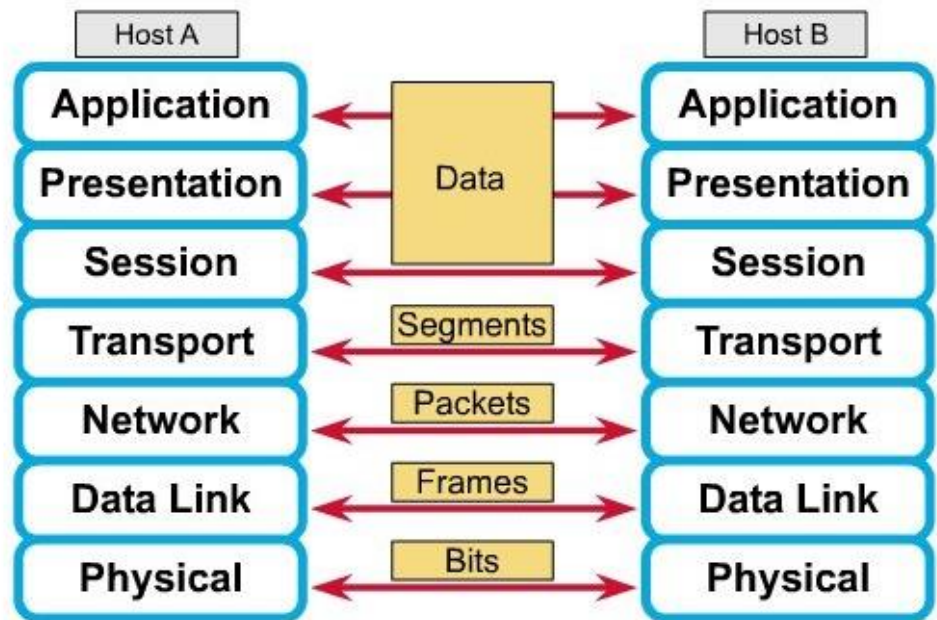 Host A Host B
Application Application
Presentation Data Presentation
Session Session
Segments
Transport Transport
Packets
Network Network
Frames
Data Link Data Link
Bits
Physical Physical